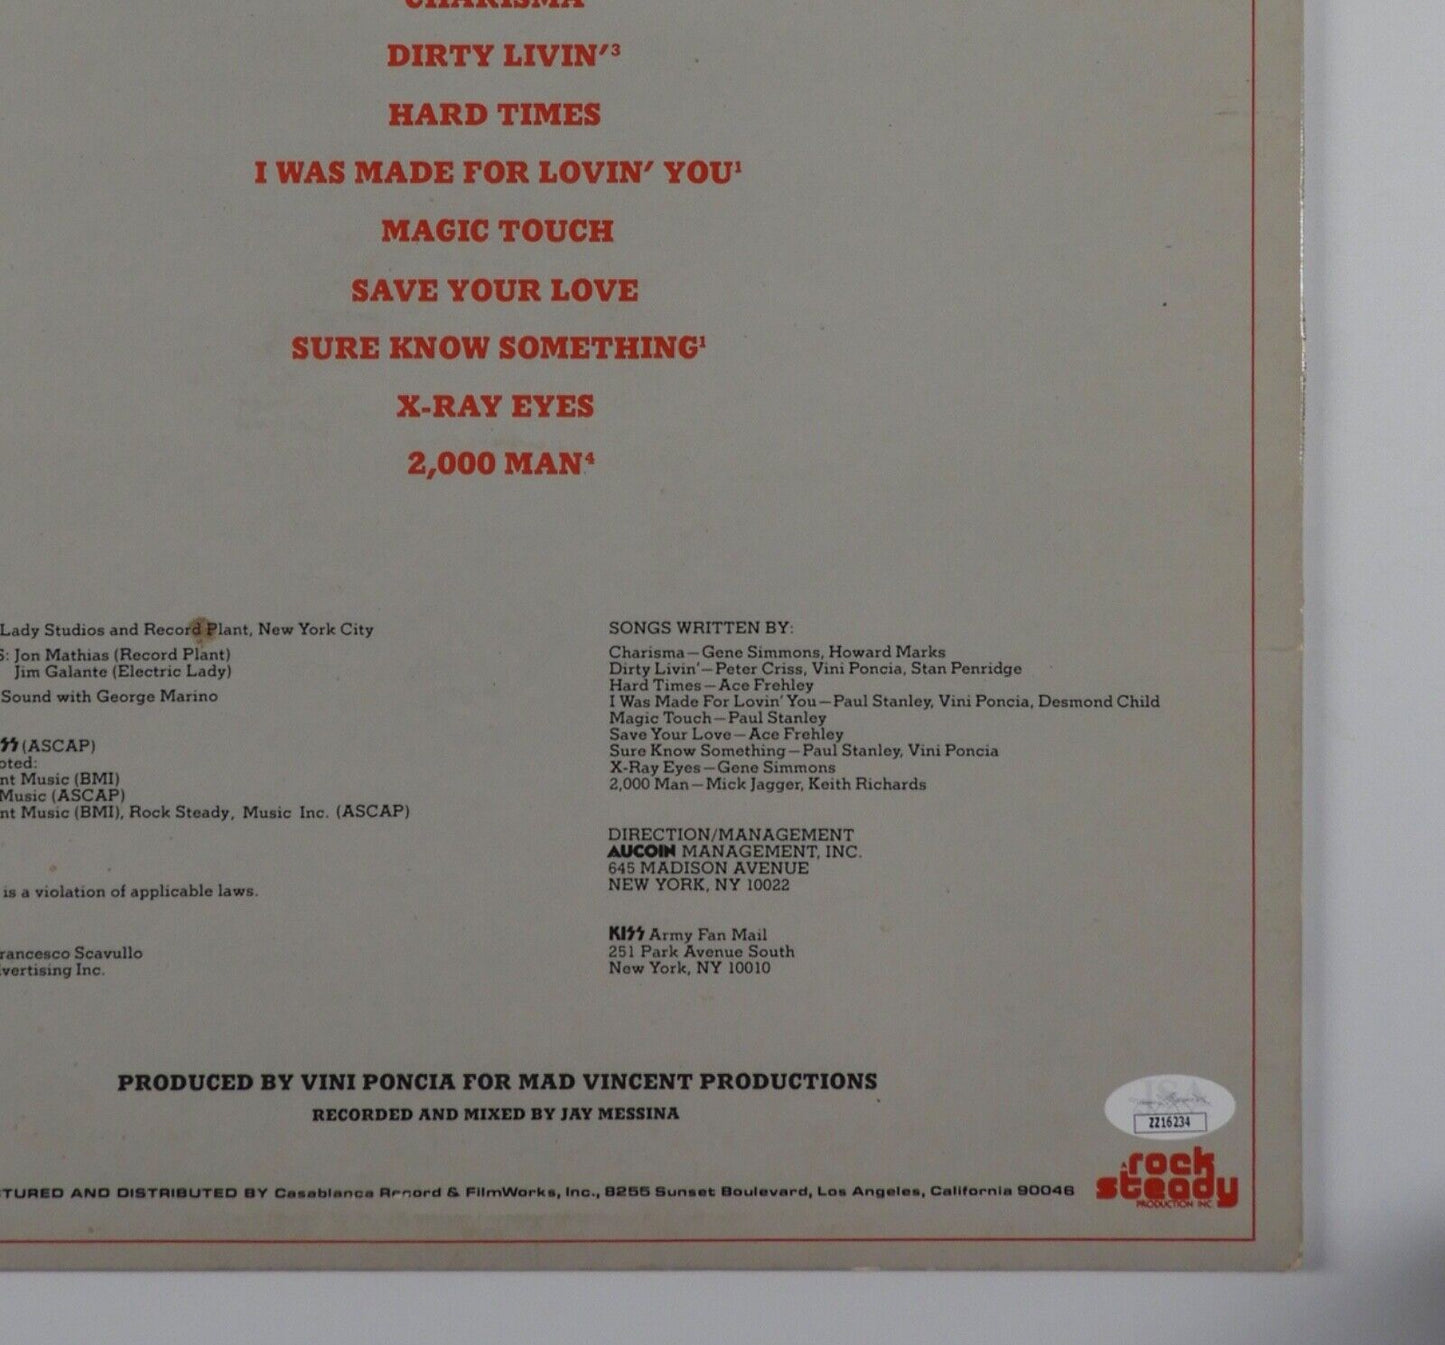 CHARISMA
DIRTY LIVIN'³
HARD TIMES
I WAS MADE FOR LOVIN' YOU¹
MAGIC TOUCH
SAVE YOUR LOVE
SURE KNOW SOMETHING¹
X-RAY EYES
2,000 MAN⁴
Lady Studios and Record Plant, New York City
S: Jon Mathias (Record Plant)
Jim Galante (Electric Lady)
Sound with George Marino
SS (ASCAP)
oted:
nt Music (BMI)
Music (ASCAP)
nt Music (BMI), Rock Steady, Music Inc. (ASCAP)
is a violation of applicable laws.
rancesco Scavullo
vertising Inc.
SONGS WRITTEN BY:
Charisma—Gene Simmons, Howard Marks
Dirty Livin'—Peter Criss, Vini Poncia, Stan Penridge
Hard Times—Ace Frehley
I Was Made For Lovin' You—Paul Stanley, Vini Poncia, Desmond Child
Magic Touch—Paul Stanley
Save Your Love—Ace Frehley
Sure Know Something—Paul Stanley, Vini Poncia
X-Ray Eyes—Gene Simmons
2,000 Man—Mick Jagger, Keith Richards
DIRECTION/MANAGEMENT
AUCOIN MANAGEMENT, INC.
645 MADISON AVENUE
NEW YORK, NY 10022
KISS Army Fan Mail
251 Park Avenue South
New York, NY 10010
PRODUCED BY VINI PONCIA FOR MAD VINCENT PRODUCTIONS
RECORDED AND MIXED BY JAY MESSINA
JSA
ZZ16234
TURED AND DISTRIBUTED BY Casablanca Record & FilmWorks, Inc., 8255 Sunset Boulevard, Los Angeles, California 90046
A rock
steady
PRODUCTION INC.